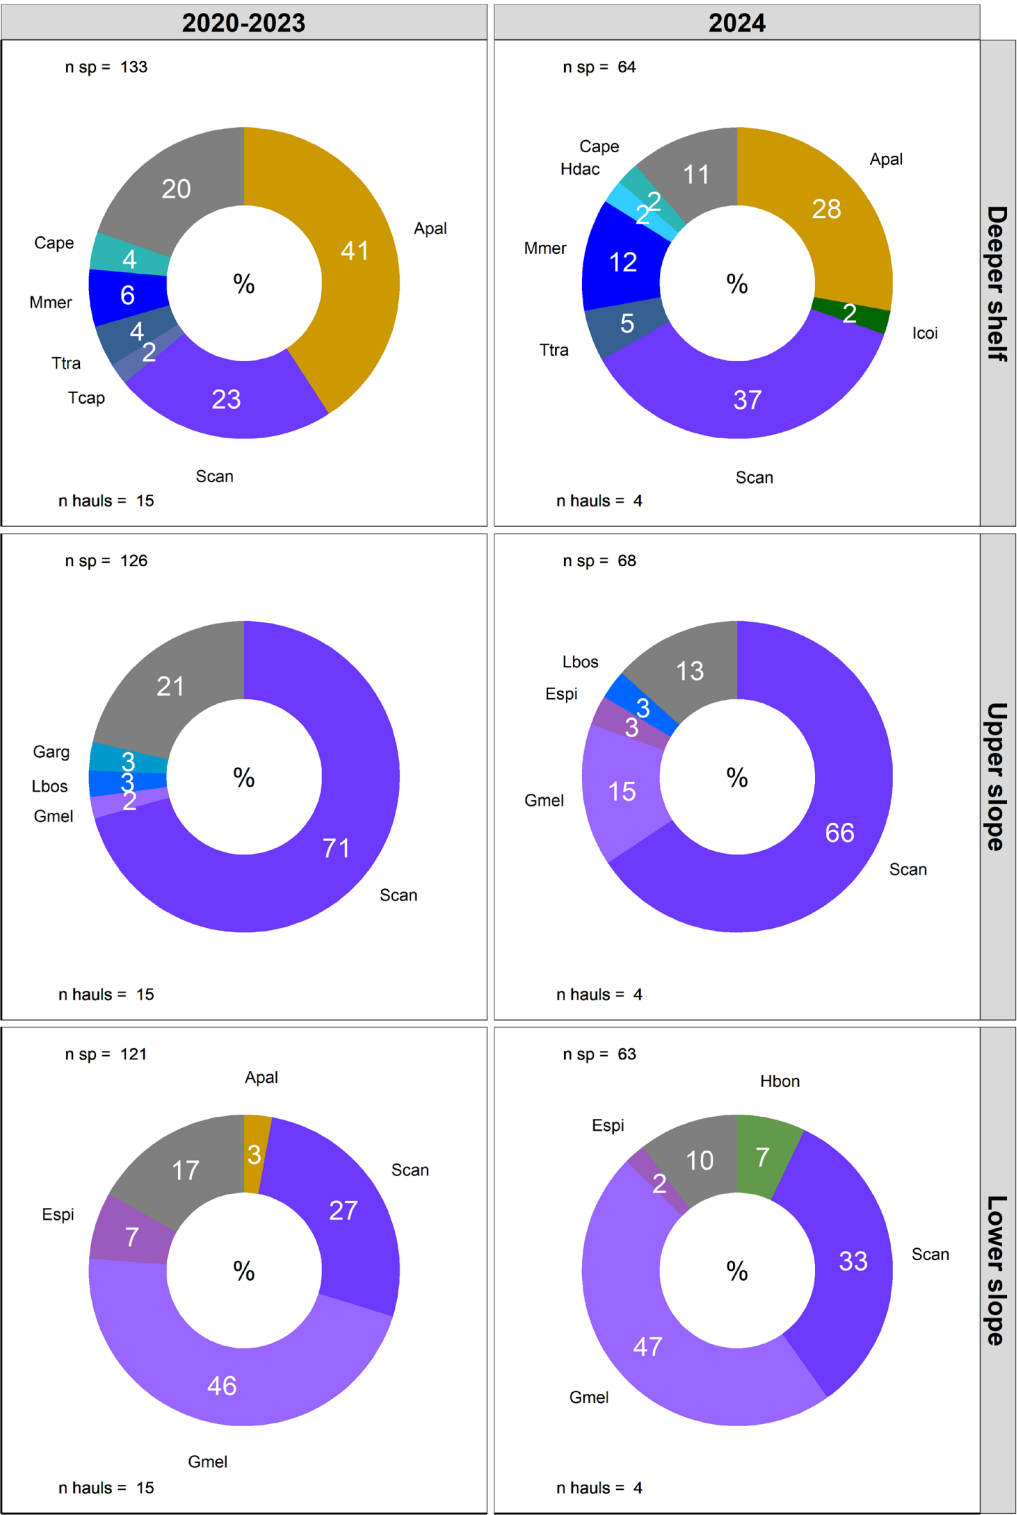 2020-2023
2024
n sp = 133
20
41
Apal
Cape
4
%
Mmer
6
4
Ttra
2
Tcap
23
Scan
n hauls = 15
n sp = 64
Cape
Hdac
11
Apal
2
2
28
Mmer
12
%
2
Icoi
Ttra
5
37
Scan
n hauls = 4
Deeper shelf
n sp = 126
21
Garg
3
Lbos
3
%
Gmel
2
71
Scan
n hauls = 15
n sp = 68
Lbos
13
Espi
3
3
Gmel
15
%
66
Scan
n hauls = 4
Upper slope
n sp = 121
Apal
3
17
Scan
Espi
7
27
%
46
Gmel
n hauls = 15
n sp = 63
Hbon
Espi
10
7
2
Scan
33
%
47
Gmel
n hauls = 4
Lower slope